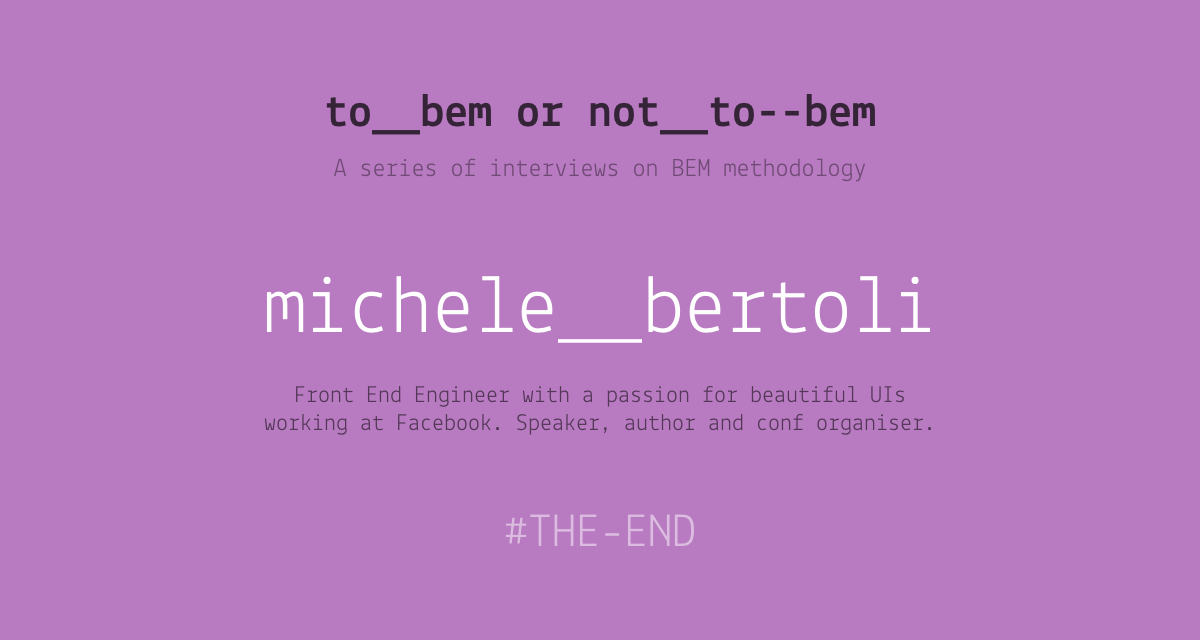 to__bem or not__to--bem
A series of interviews on BEM methodology
michele__bertoli
Front End Engineer with a passion for beautiful UIs
working at Facebook. Speaker, author and conf organiser.
#THE-END